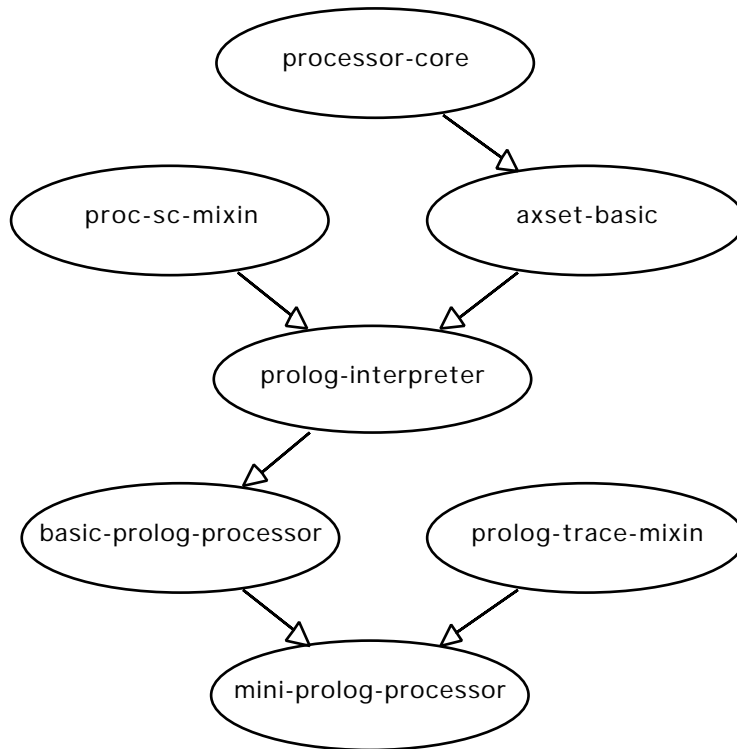 processor-core
proc-sc-mixin
axset-basic
prolog-interpreter
basic-prolog-processor
prolog-trace-mixin
mini-prolog-processor